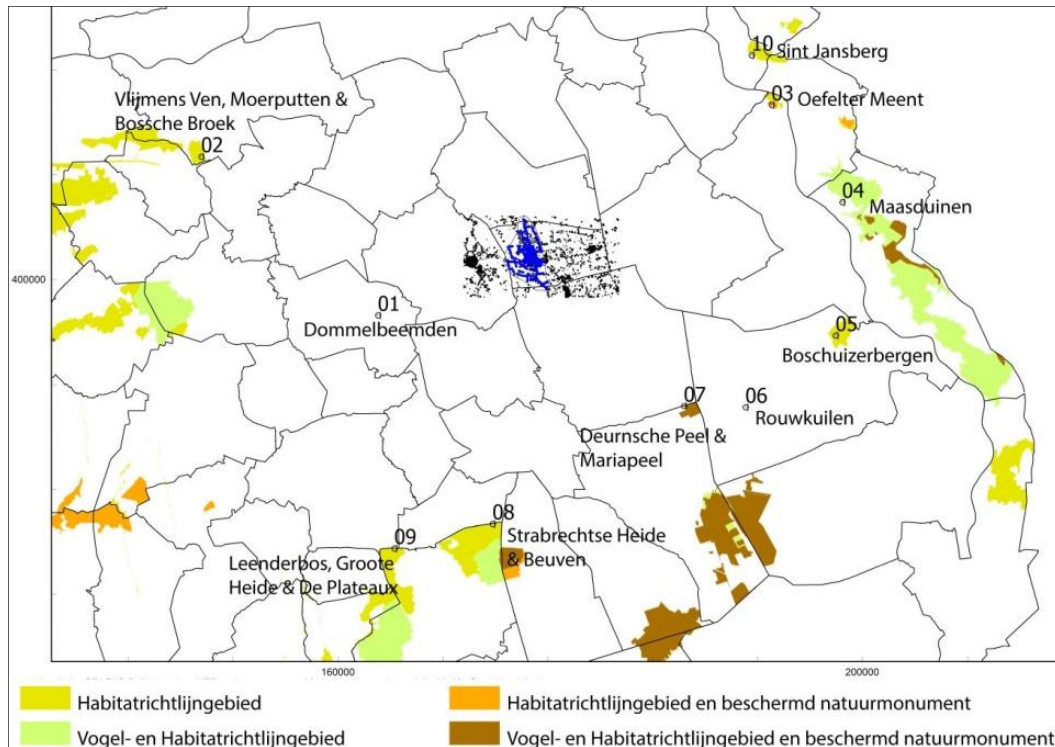 10
Sint Jansberg
03
Oefelter Meent
Vlijmens Ven, Moerputten &
Bossche Broek
02
04
Maasduinen
400000
01
Dommelbeemden
05
Boschuizerbergen
07
06
Rouwkuilen
Deurnsche Peel &
Mariapeel
08
Strabrechtse Heide
& Beuven
09
Leenderbos, Groote
Heide & De Plateaux
160000
200000
Habitatrichtlijngebied
Habitatrichtlijngebied en beschermd natuurmonument
Vogel- en Habitatrichtlijngebied
Vogel- en Habitatrichtlijngebied en beschermd natuurmonument